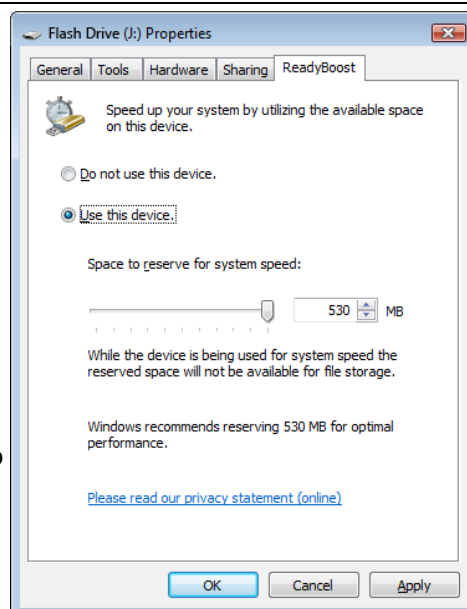 Flash Drive (J:) Properties
General Tools Hardware Sharing ReadyBoost
Speed up your system by utilizing the available space
on this device.
Do not use this device.
Use this device.
Space to reserve for system speed:
530 MB
While the device is being used for system speed the
reserved space will not be available for file storage.
Windows recommends reserving 530 MB for optimal
performance.
Please read our privacy statement (online)
OK Cancel Apply